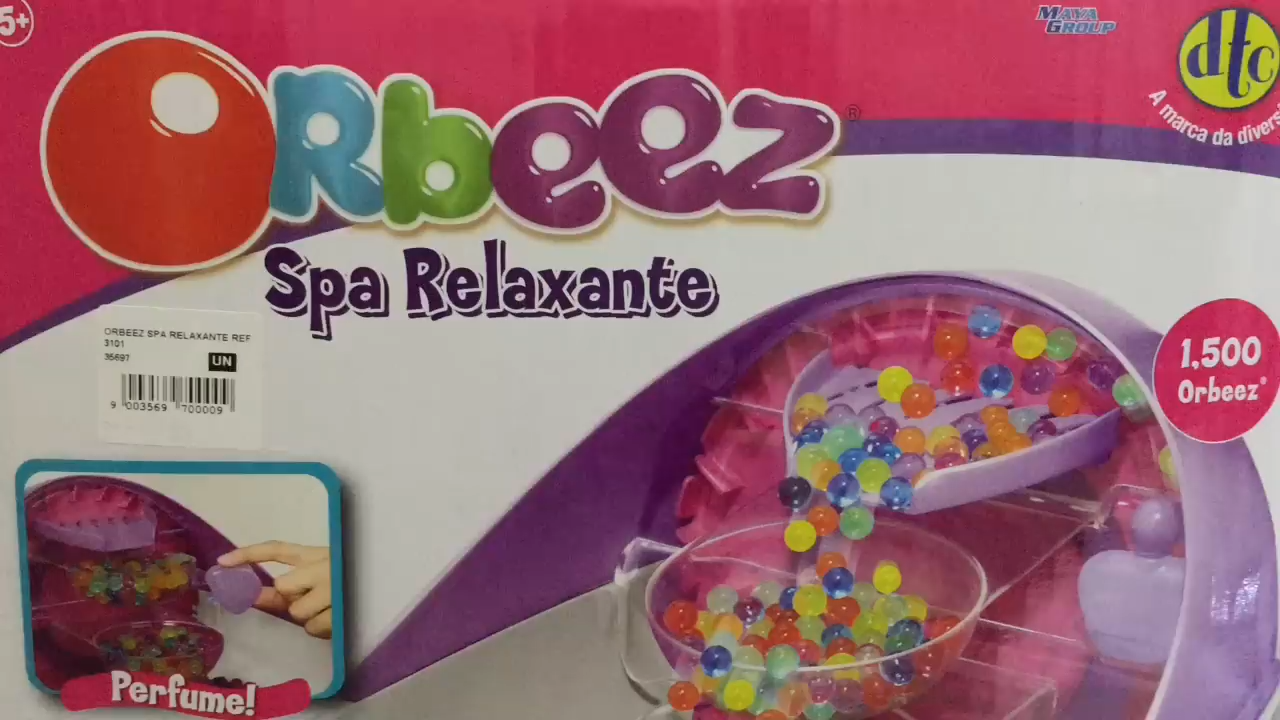 5+
MAYA
GROUP
dtc
A marca da divers
Orbeez®
Spa Relaxante
ORBEEZ SPA RELAXANTE REF
3101
35697
UN
9 003569 700009
1,500
Orbeez®
Perfume!